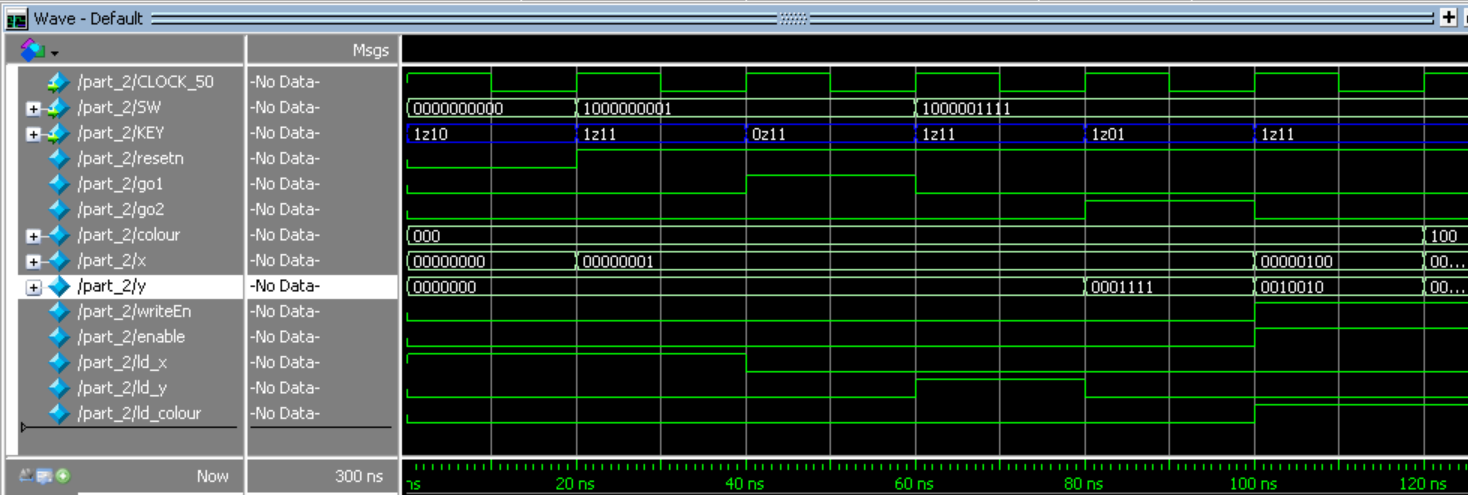 Wave - Default
Msgs
/part_2/CLOCK_50 -No Data-
/part_2/SW -No Data- 0000000000 1000000001 1000001111
/part_2/KEY -No Data- 1z10 1z11 0z11 1z11 1z01 1z11
/part_2/resetn -No Data-
/part_2/go1 -No Data-
/part_2/go2 -No Data-
/part_2/colour -No Data- 000 100
/part_2/x -No Data- 00000000 00000001 00000100 00...
/part_2/y -No Data- 0000000 0001111 0010010 00...
/part_2/writeEn -No Data-
/part_2/enable -No Data-
/part_2/ld_x -No Data-
/part_2/ld_y -No Data-
/part_2/ld_colour -No Data-
Now 300 ns ns 20 ns 40 ns 60 ns 80 ns 100 ns 120 ns